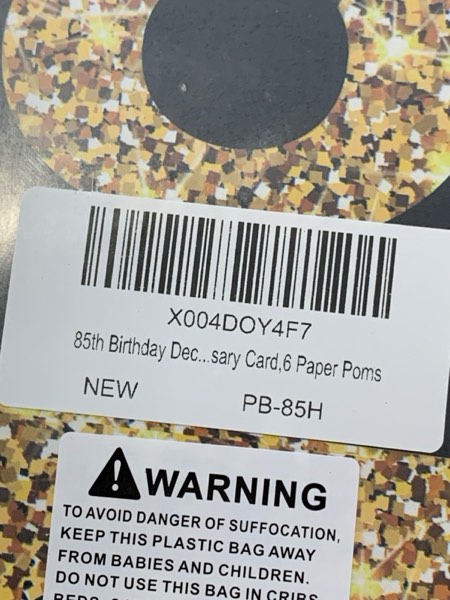 X004DOY4F7
85th Birthday Dec...sary Card,6 Paper Poms
NEW PB-85H
WARNING
TO AVOID DANGER OF SUFFOCATION,
KEEP THIS PLASTIC BAG AWAY
FROM BABIES AND CHILDREN.
DO NOT USE THIS BAG IN CRIBS,